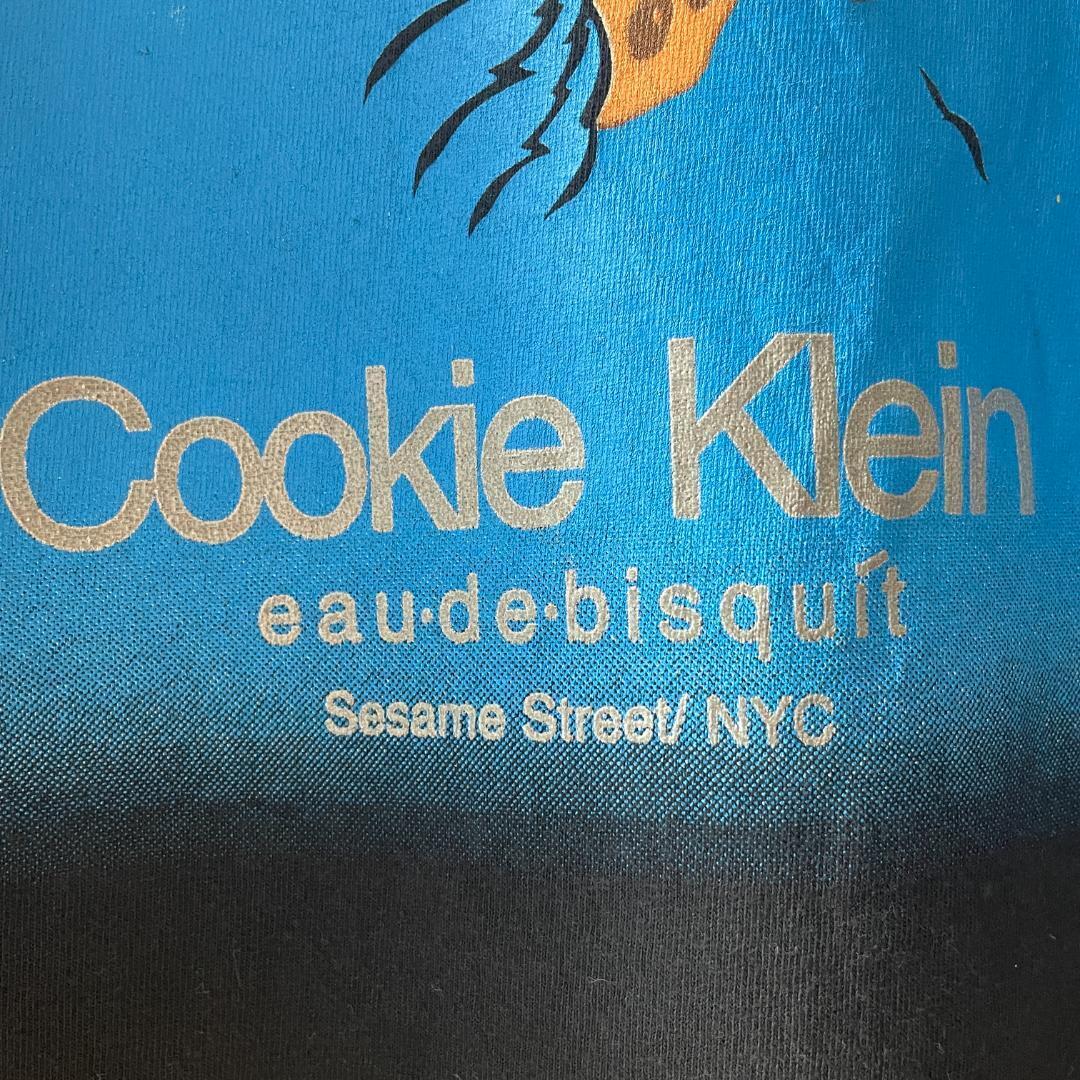 Cookie Klein
eau·de·bisquít
Sesame Street/ NYC